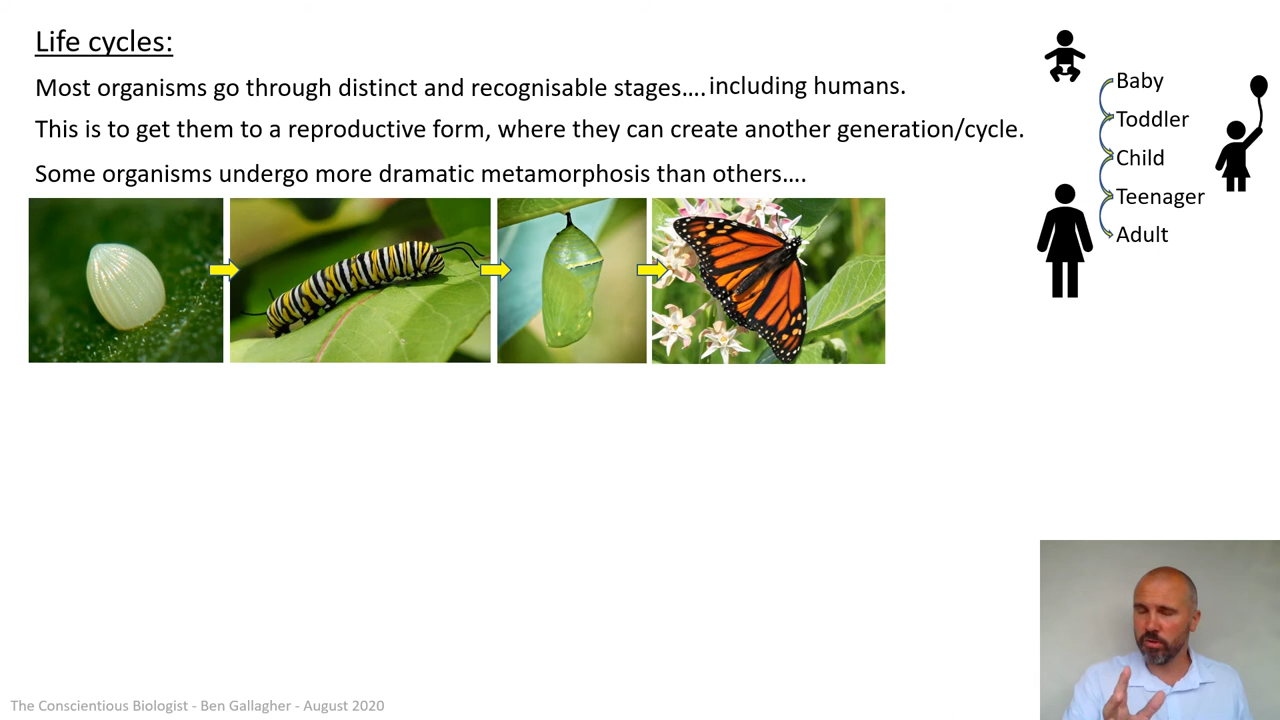 Life cycles:
Most organisms go through distinct and recognisable stages.... including humans.
This is to get them to a reproductive form, where they can create another generation/cycle.
Some organisms undergo more dramatic metamorphosis than others....
Baby
Toddler
Child
Teenager
Adult
The Conscientious Biologist - Ben Gallagher - August 2020